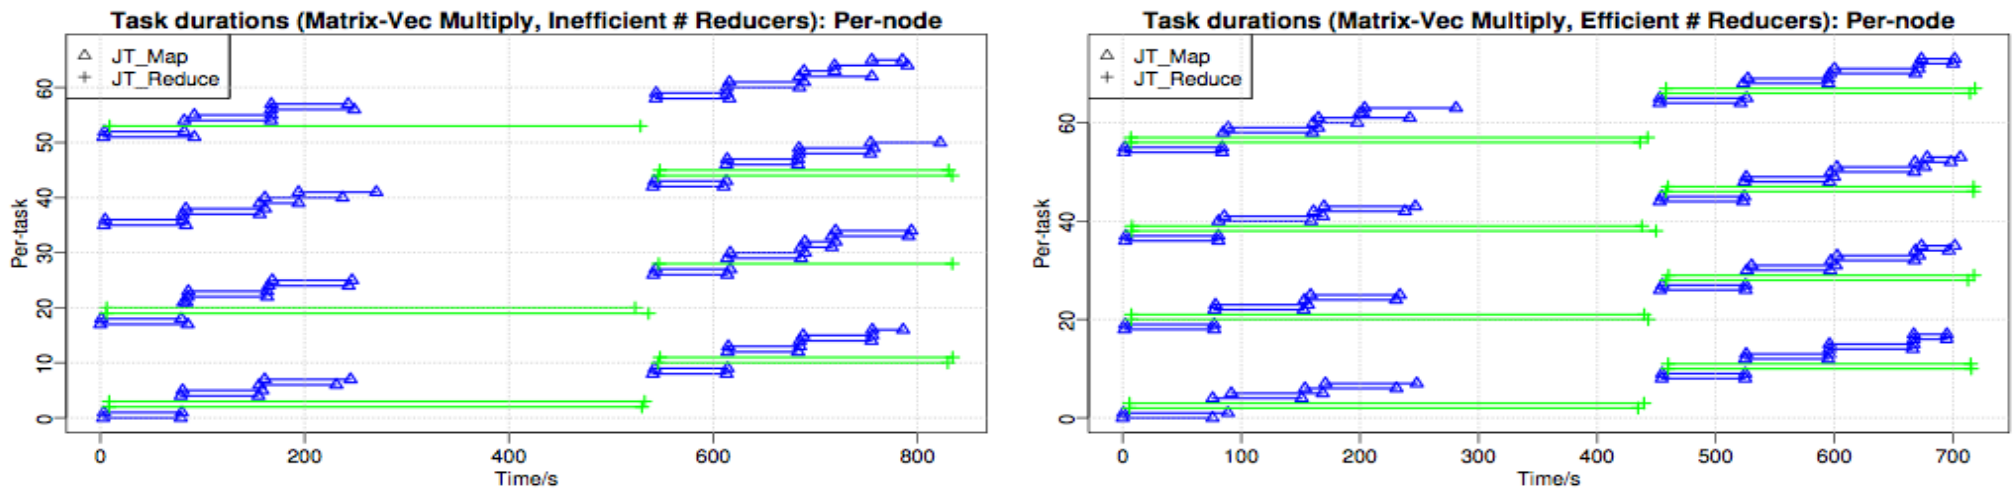 Task durations (Matrix-Vec Multiply, Inefficient # Reducers): Per-node
JT_Map
JT_Reduce
Per-task
0
10
20
30
40
50
60
0
200
400
600
800
Time/s
Task durations (Matrix-Vec Multiply, Efficient # Reducers): Per-node
JT_Map
JT_Reduce
Per-task
0
20
40
60
0
100
200
300
400
500
600
700
Time/s